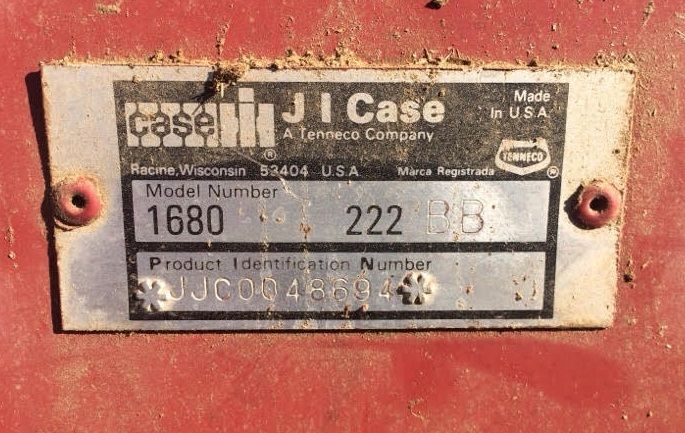 case IH
J I Case
A Tenneco Company
Made
In U.S.A.
TENNECO
Racine, Wisconsin 53404 U.S.A.
Marca Registrada
Model Number
1680 222 BB
Product Identification Number
*JJC0048694*